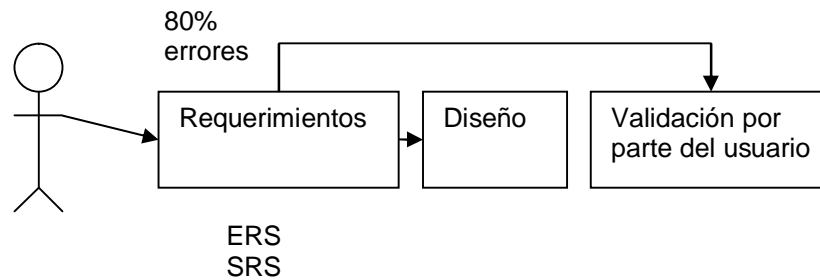 80%
errores
Requerimientos
Diseño
Validación por
parte del usuario
ERS
SRS